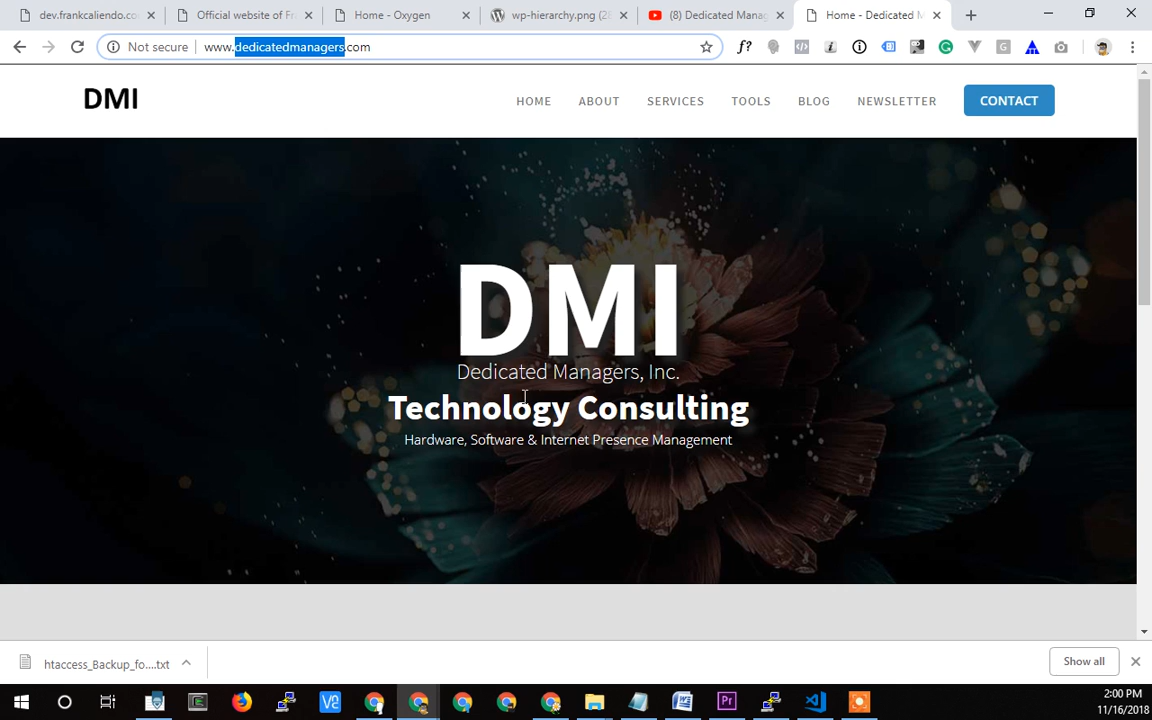 dev.frankcaliendo.co
Official website of Fr
Home - Oxygen
wp-hierarchy.png (28
(8) Dedicated Manag
Home - Dedicated M
Not secure
www.dedicatedmanagers.com
DMI
HOME
ABOUT
SERVICES
TOOLS
BLOG
NEWSLETTER
CONTACT
DMI
Dedicated Managers, Inc.
Technology Consulting
Hardware, Software & Internet Presence Management
htaccess_Backup_fo....txt
Show all
2:00 PM
11/16/2018